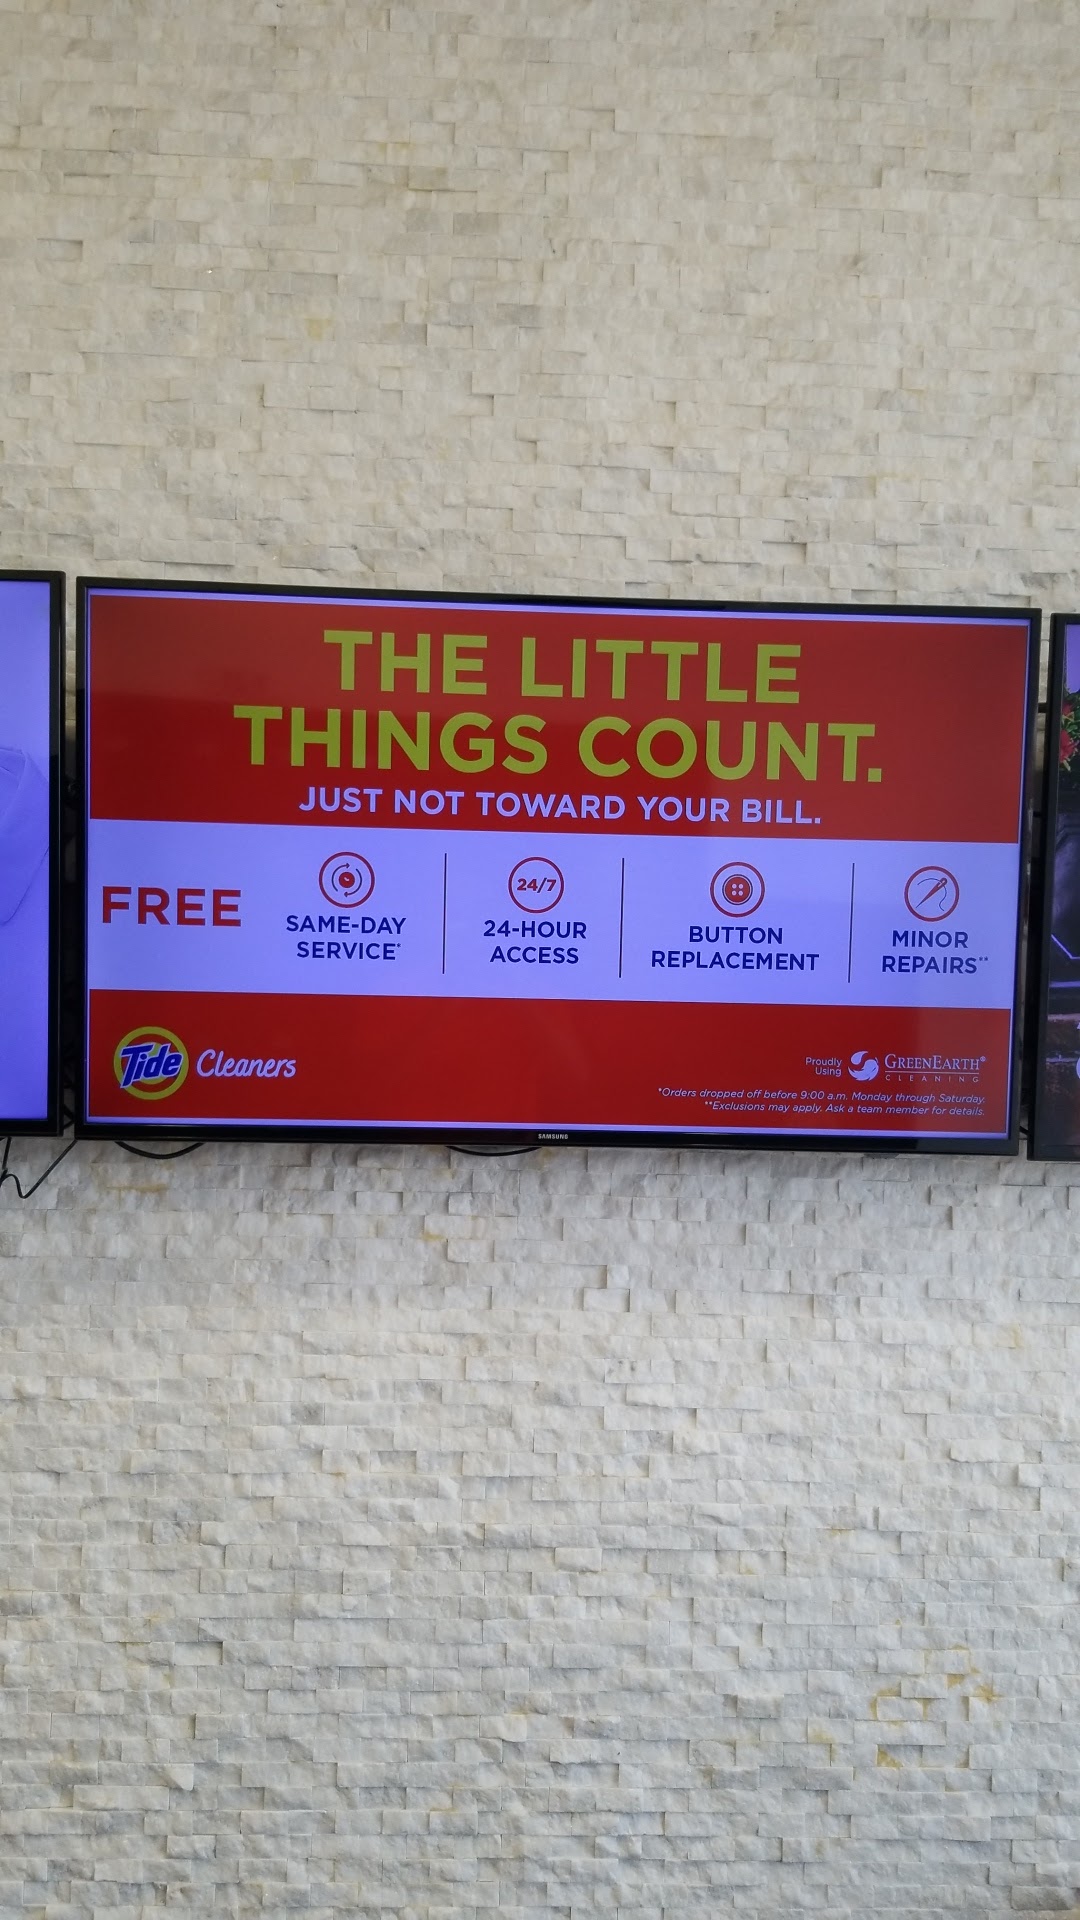 THE LITTLE
THINGS COUNT.
JUST NOT TOWARD YOUR BILL.
FREE
SAME-DAY
SERVICE*
24/7
24-HOUR
ACCESS
BUTTON
REPLACEMENT
MINOR
REPAIRS**
Tide Cleaners
Proudly
Using
GREENEARTH®
CLEANING
*Orders dropped off before 9:00 a.m. Monday through Saturday.
**Exclusions may apply. Ask a team member for details.
SAMSUNG